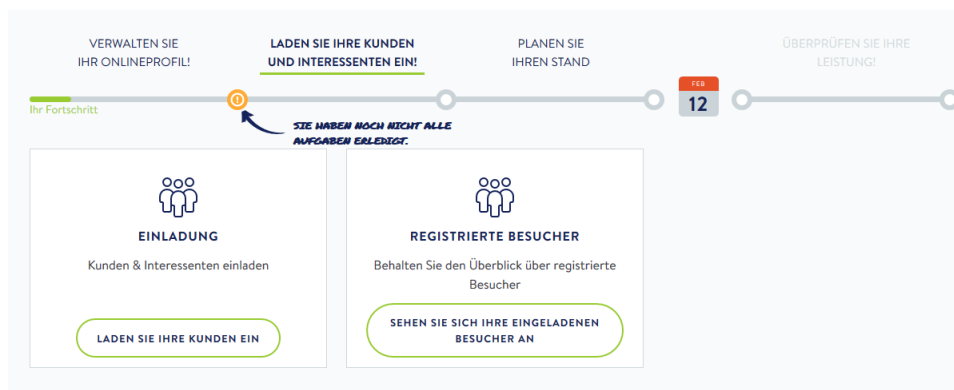 VERWALTEN SIE
IHR ONLINEPROFIL!
LADEN SIE IHRE KUNDEN
UND INTERESSENTEN EIN!
PLANEN SIE
IHREN STAND
ÜBERPRÜFEN SIE IHRE
LEISTUNG!
FEB
12
Ihr Fortschritt
SIE HABEN NOCH NICHT ALLE
AUFGABEN ERLEDIGT.
EINLADUNG
Kunden & Interessenten einladen
LADEN SIE IHRE KUNDEN EIN
REGISTRIERTE BESUCHER
Behalten Sie den Überblick über registrierte
Besucher
SEHEN SIE SICH IHRE EINGELADENEN
BESUCHER AN